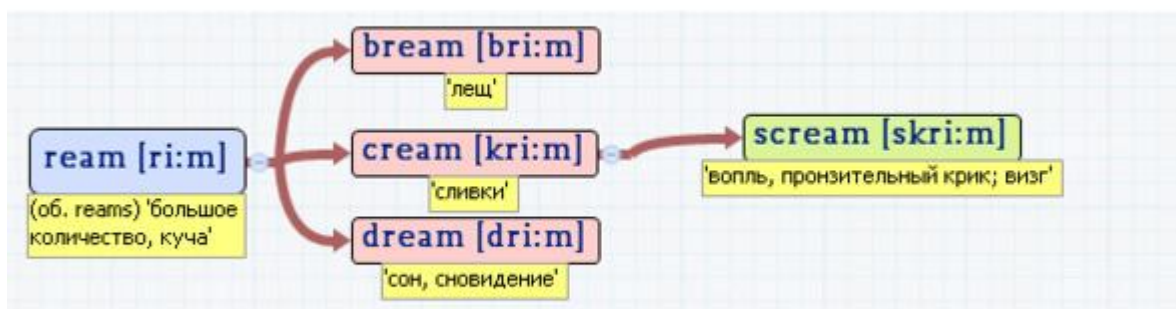 bream [bri:m]
'лещ'
ream [ri:m]
(об. reams) 'большое
количество, куча'
cream [kri:m]
'сливки'
scream [skri:m]
'вопль, пронзительный крик; визг'
dream [dri:m]
'сон, сновидение'